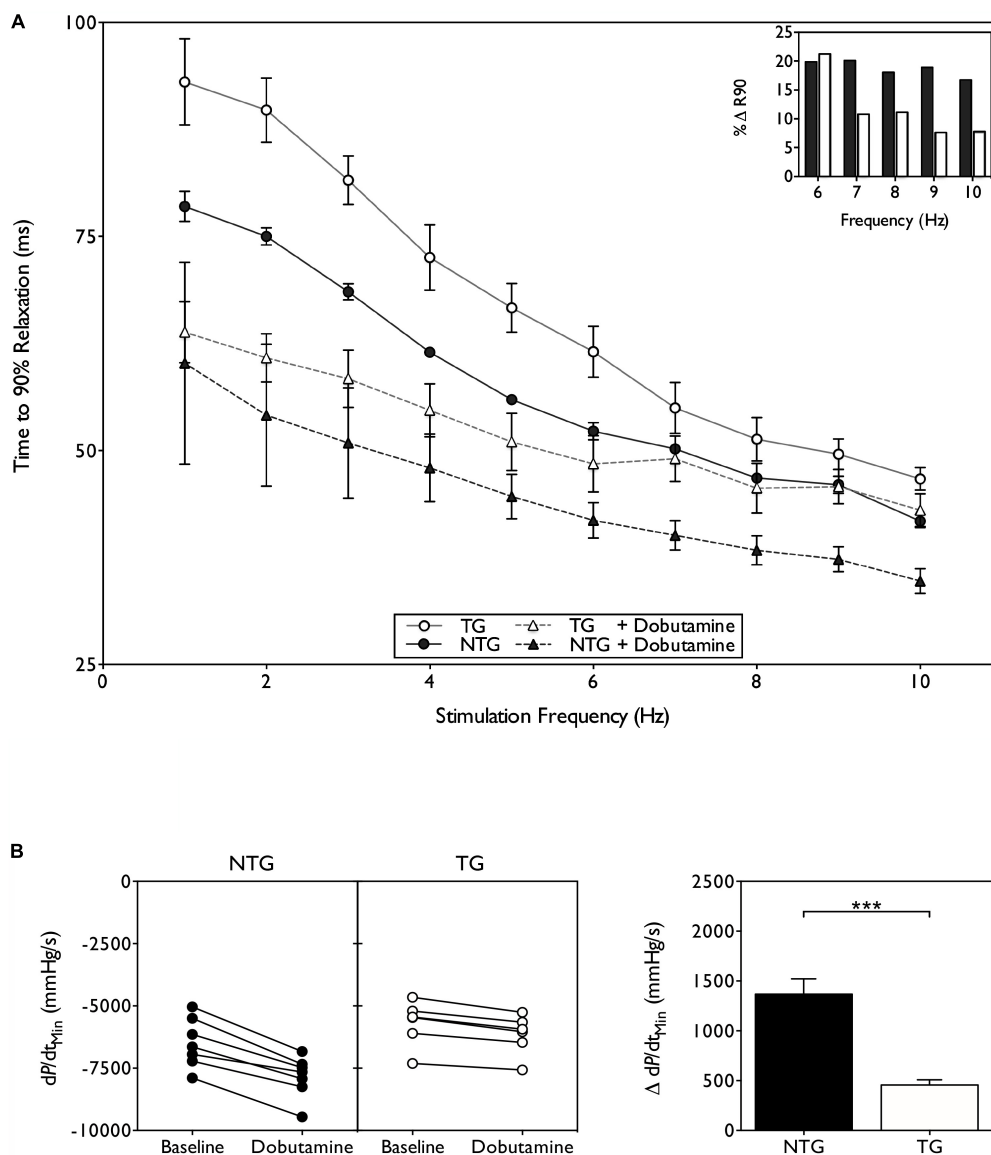 A
100
75
50
25
Time to 90% Relaxation (ms)
0 2 4 6 8 10
Stimulation Frequency (Hz)
TG TG + Dobutamine
NTG NTG + Dobutamine
25
20
15
10
5
0
% Δ R90
6 7 8 9 10
Frequency (Hz)
B
NTG TG
0
-2500
-5000
-7500
-10000
dP/dtMin (mmHg/s)
Baseline Dobutamine Baseline Dobutamine
2500
2000
1500
1000
500
0
Δ dP/dtMin (mmHg/s)
***
NTG TG